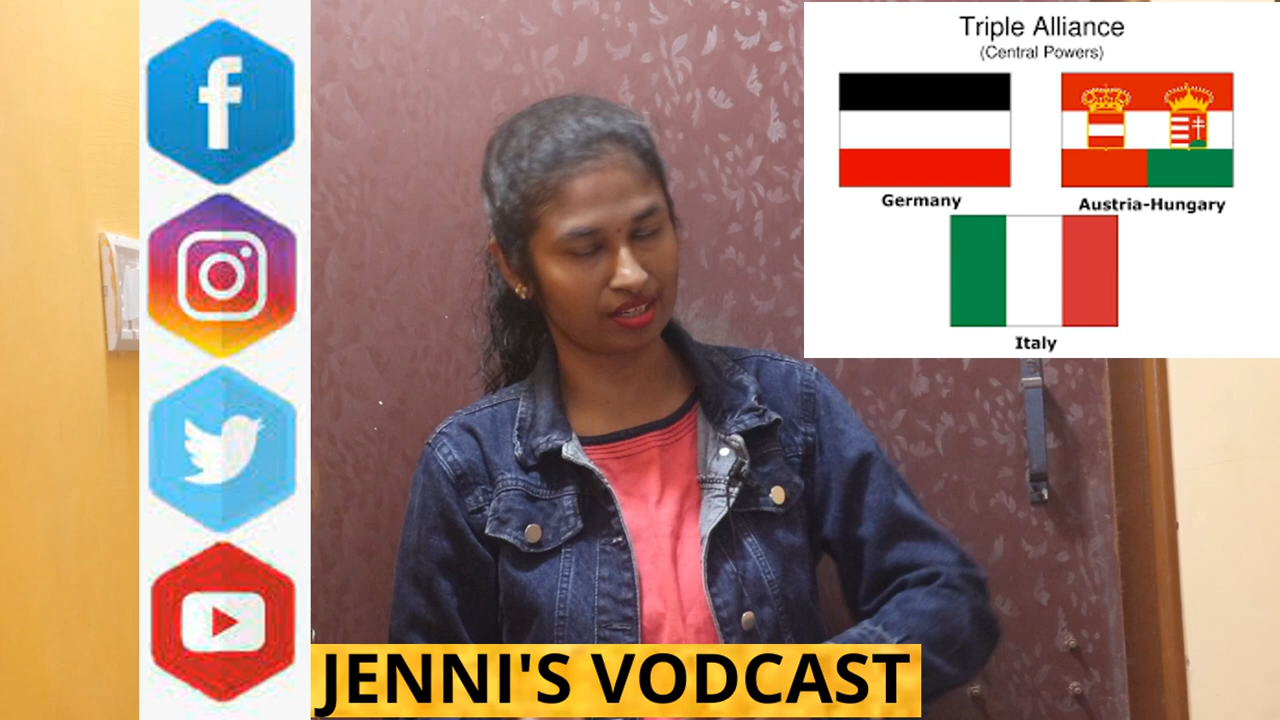 Triple Alliance
(Central Powers)
Germany
Austria-Hungary
Italy
JENNI'S VODCAST